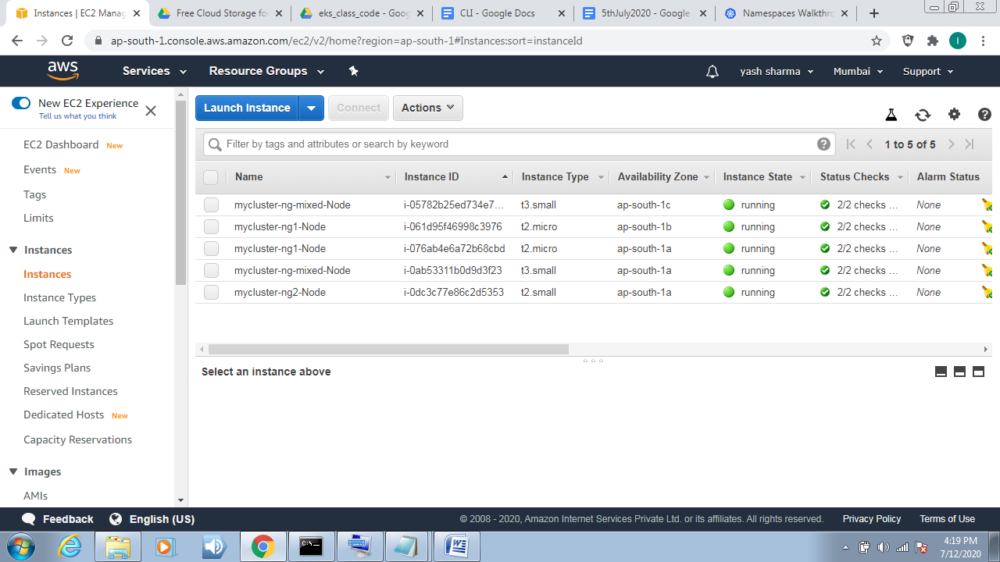 Instances | EC2 Manag
Free Cloud Storage for
eks_class_code - Goog
CLI - Google Docs
5thJuly2020 - Google
Namespaces Walkthro
ap-south-1.console.aws.amazon.com/ec2/v2/home?region=ap-south-1#Instances:sort=instanceId
I
aws
Services
Resource Groups
yash sharma
Mumbai
Support
New EC2 Experience
Tell us what you think
EC2 Dashboard New
Events New
Tags
Limits
Instances
Instances
Instance Types
Launch Templates
Spot Requests
Savings Plans
Reserved Instances
Dedicated Hosts New
Capacity Reservations
Images
AMIs
Launch Instance
Connect
Actions
Filter by tags and attributes or search by keyword
1 to 5 of 5
Name Instance ID Instance Type Availability Zone Instance State Status Checks Alarm Status
mycluster-ng-mixed-Node i-05782b25ed734e7... t3.small ap-south-1c running 2/2 checks ... None
mycluster-ng1-Node i-061d95f46998c3976 t2.micro ap-south-1b running 2/2 checks ... None
mycluster-ng1-Node i-076ab4e6a72b68cbd t2.micro ap-south-1a running 2/2 checks ... None
mycluster-ng-mixed-Node i-0ab53311b0d9d3f23 t3.small ap-south-1a running 2/2 checks ... None
mycluster-ng2-Node i-0dc3c77e86c2d5353 t2.small ap-south-1a running 2/2 checks ... None
Select an instance above
Feedback
English (US)
© 2008 - 2020, Amazon Internet Services Private Ltd. or its affiliates. All rights reserved.
Privacy Policy
Terms of Use
C:\_
4:19 PM
7/12/2020